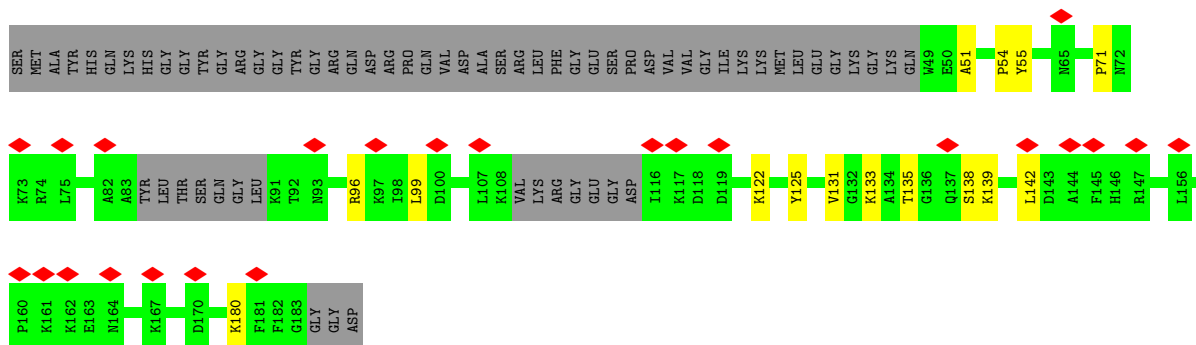 SER MET ALA TYR HIS GLN LYS HIS GLY GLY TYR GLY ARG GLY GLY TYR GLY ARG GLN ASP ARG PRO GLN VAL ASP ALA SER ARG LEU PHE GLY GLU SER PRO ASP VAL VAL GLY ILE LYS LYS MET LEU GLU GLY LYS GLY LYS GLN W49 E50 A51 P54 Y55 N65 P71 N72
K73 R74 L75 A82 A83 TYR LEU THR SER GLN GLY LEU K91 T92 N93 R96 K97 I98 L99 D100 L107 K108 VAL LYS ARG GLY GLU GLY ASP I116 K117 D118 D119 K122 Y125 V131 G132 K133 A134 T135 G136 Q137 S138 K139 L142 D143 A144 F145 H146 R147 L156
P160 K161 K162 E163 N164 K167 D170 K180 F181 F182 G183 GLY GLY ASP